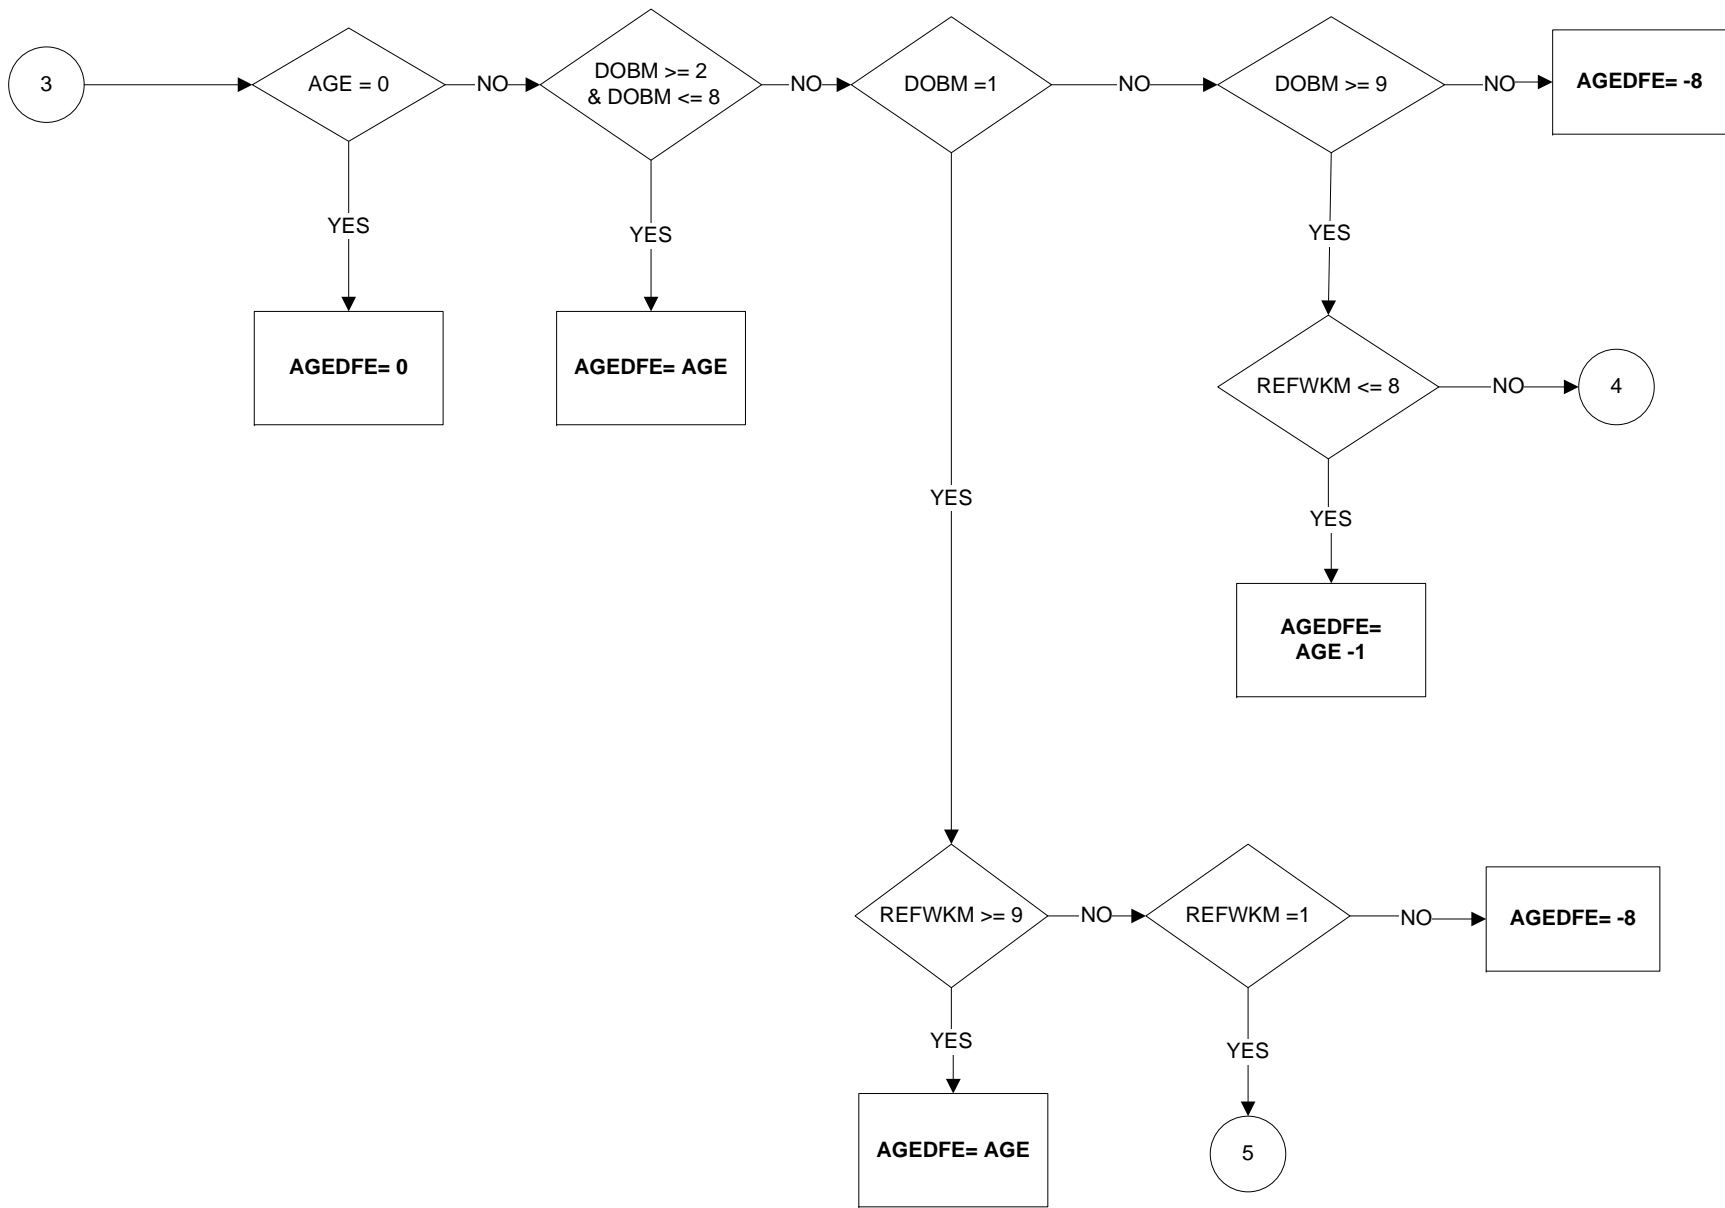 3
AGE = 0
NO
DOBM >= 2
& DOBM <= 8
NO
DOBM =1
NO
DOBM >= 9
NO
AGEDFE= -8
YES
YES
YES
YES
AGEDFE= 0
AGEDFE= AGE
REFWKM <= 8
NO
4
YES
AGEDFE=
AGE -1
REFWKM >= 9
NO
REFWKM =1
NO
AGEDFE= -8
YES
YES
AGEDFE= AGE
5